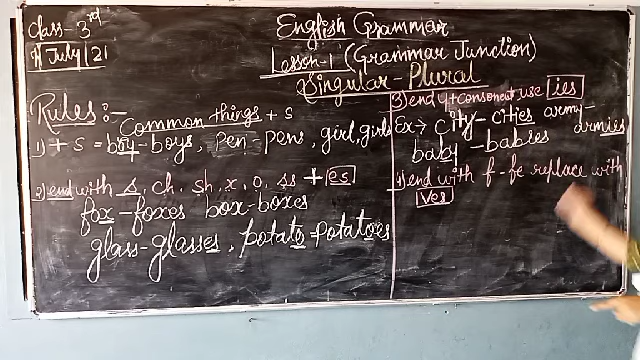 Class-3rd
9 July 21
English Grammar
Lesson-1 (Grammar Junction)
Singular-Plural
Rules:-
Common things + s
1) + s = boy-boys, pen-pens, girl, girls
2) end with s, ch, sh, x, o, ss + es
fox-foxes box-boxes
glass-glasses, potato-potatoes
3) end y + consonent use ies
Ex→ city-cities army-
armies
baby-babies
4) end with f-fe replace with
ves